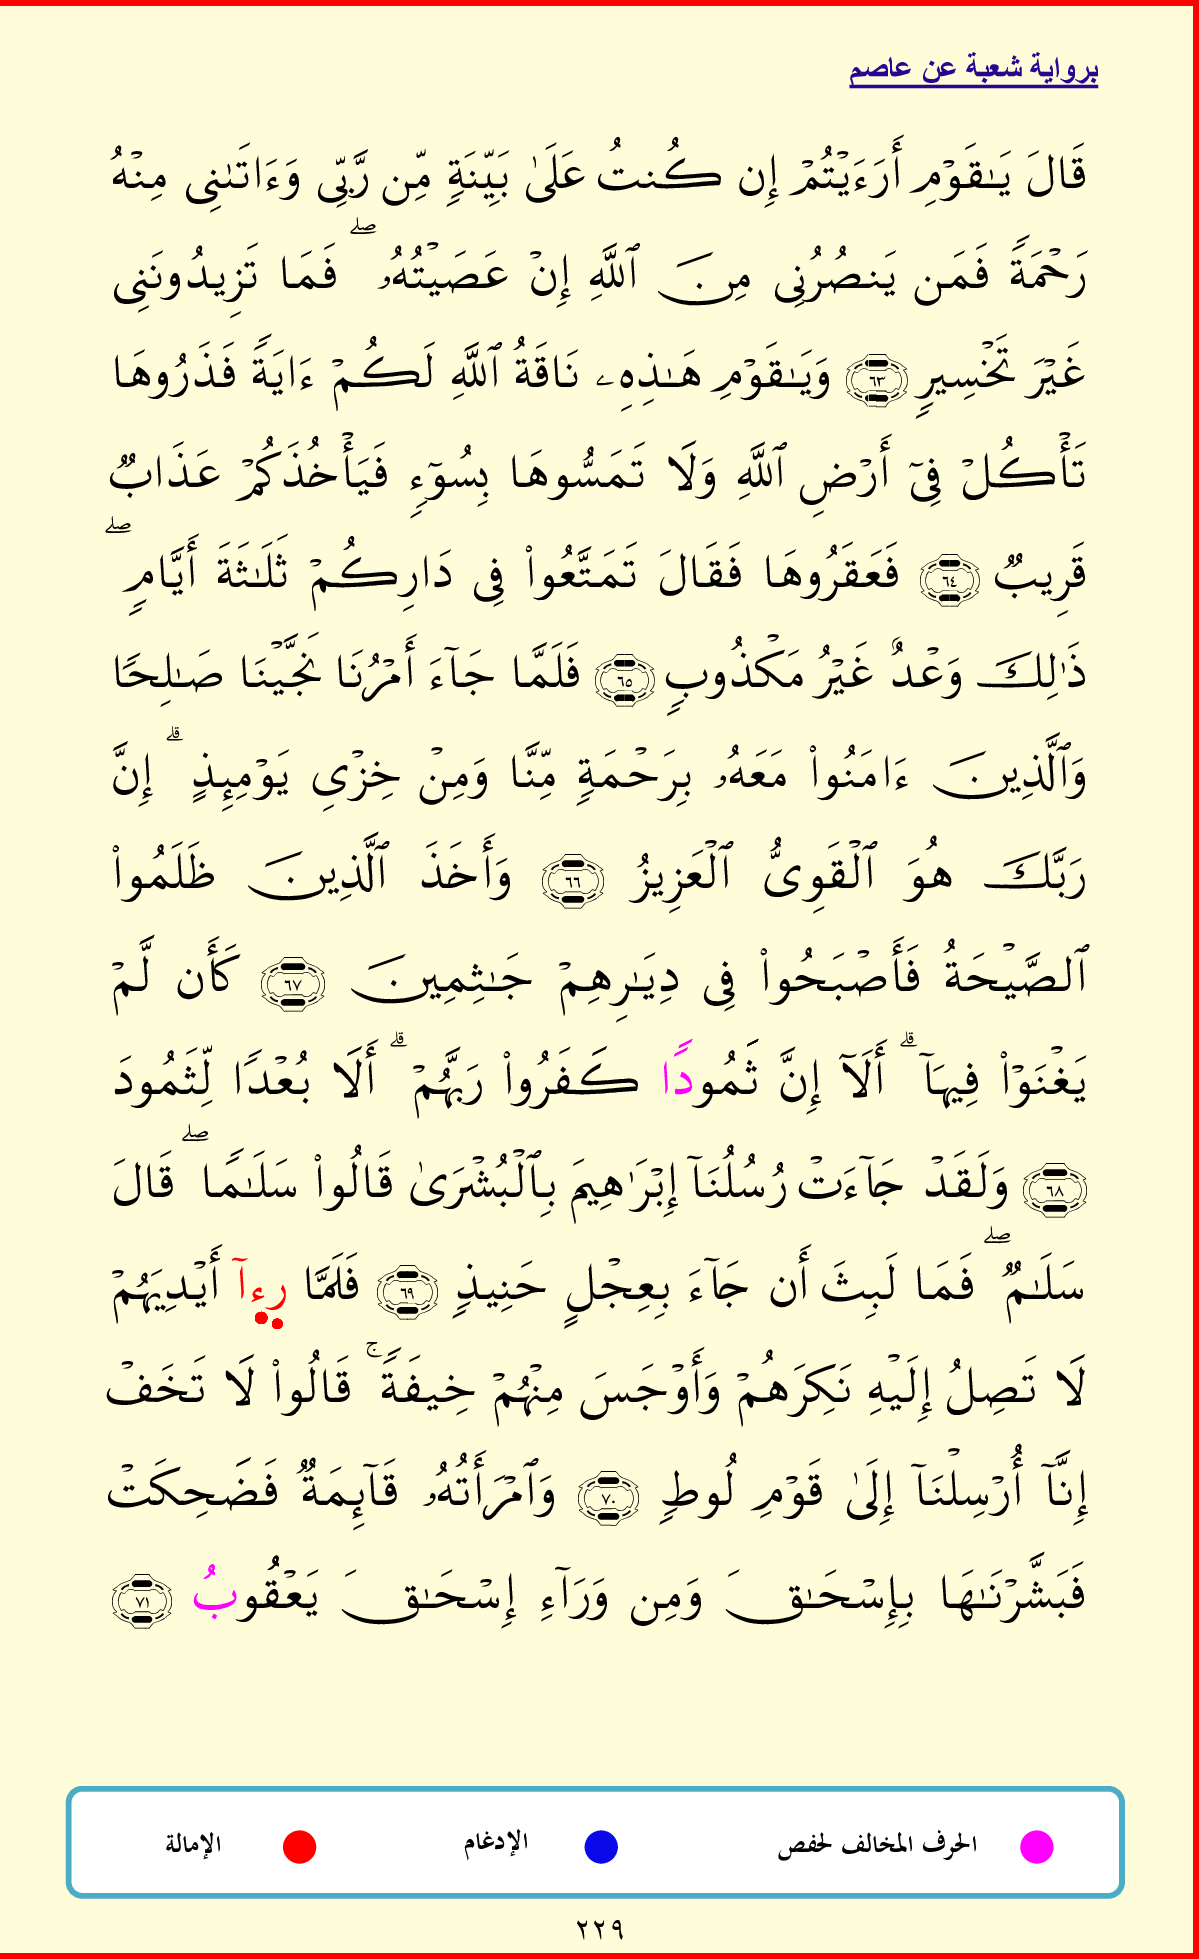 برواية شعبة عن عاصم
قَالَ يَـٰقَوْمِ أَرَءَيْتُمْ إِن كُنتُ عَلَىٰ بَيِّنَةٍ مِّن رَّبِّى وَءَاتَىٰنِى مِنْهُ
رَحْمَةً فَمَن يَنصُرُنِى مِنَ ٱللَّهِ إِنْ عَصَيْتُهُۥ ۖ فَمَا تَزِيدُونَنِى
غَيْرَ تَخْسِيرٍ ٦٣ وَيَـٰقَوْمِ هَـٰذِهِۦ نَاقَةُ ٱللَّهِ لَكُمْ ءَايَةً فَذَرُوهَا
تَأْكُلْ فِىٓ أَرْضِ ٱللَّهِ وَلَا تَمَسُّوهَا بِسُوٓءٍ فَيَأْخُذَكُمْ عَذَابٌ
قَرِيبٌ ٦٤ فَعَقَرُوهَا فَقَالَ تَمَتَّعُوا۟ فِى دَارِكُمْ ثَلَـٰثَةَ أَيَّامٍ ۖ
ذَٰلِكَ وَعْدٌ غَيْرُ مَكْذُوبٍ ٦٥ فَلَمَّا جَآءَ أَمْرُنَا نَجَّيْنَا صَـٰلِحًا
وَٱلَّذِينَ ءَامَنُوا۟ مَعَهُۥ بِرَحْمَةٍ مِّنَّا وَمِنْ خِزْىِ يَوْمِئِذٍ ۗ إِنَّ
رَبَّكَ هُوَ ٱلْقَوِىُّ ٱلْعَزِيزُ ٦٦ وَأَخَذَ ٱلَّذِينَ ظَلَمُوا۟
ٱلصَّيْحَةُ فَأَصْبَحُوا۟ فِى دِيَـٰرِهِمْ جَـٰثِمِينَ ٦٧ كَأَن لَّمْ
يَغْنَوْا۟ فِيهَآ ۗ أَلَآ إِنَّ ثَمُودًا كَفَرُوا۟ رَبَّهُمْ ۗ أَلَا بُعْدًا لِّثَمُودَ
٦٨ وَلَقَدْ جَآءَتْ رُسُلُنَآ إِبْرَٰهِيمَ بِٱلْبُشْرَىٰ قَالُوا۟ سَلَـٰمًا ۖ قَالَ
سَلَـٰمٌ ۖ فَمَا لَبِثَ أَن جَآءَ بِعِجْلٍ حَنِيذٍ ٦٩ فَلَمَّا رِءآ أَيْدِيَهُمْ
لَا تَصِلُ إِلَيْهِ نَكِرَهُمْ وَأَوْجَسَ مِنْهُمْ خِيفَةً ۚ قَالُوا۟ لَا تَخَفْ
إِنَّآ أُرْسِلْنَآ إِلَىٰ قَوْمِ لُوطٍ ٧٠ وَٱمْرَأَتُهُۥ قَآئِمَةٌ فَضَحِكَتْ
فَبَشَّرْنَـٰهَا بِإِسْحَـٰقَ وَمِن وَرَآءِ إِسْحَـٰقَ يَعْقُوبُ ٧١
الحرف المخالف لحفص
الإدغام
الإمالة
٢٢٩